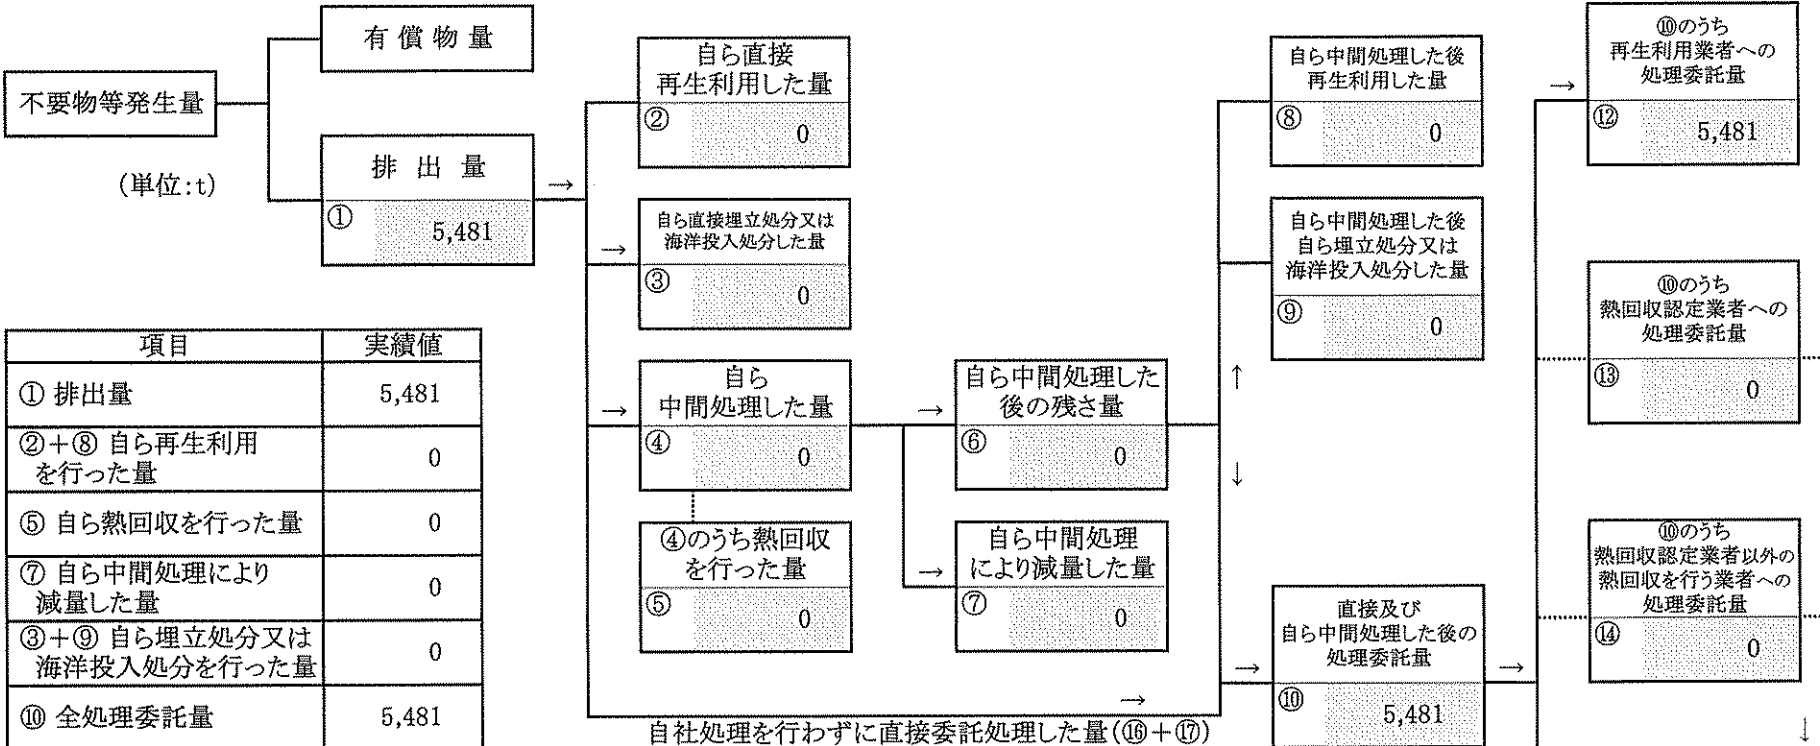 不要物等発生量
(単位:t)
有償物量
排出量
①
5,481
自ら直接
再生利用した量
②
0
自ら直接埋立処分又は
海洋投入処分した量
③
0
自ら
中間処理した量
④
0
④のうち熱回収
を行った量
⑤
0
自ら中間処理した
後の残さ量
⑥
0
自ら中間処理
により減量した量
⑦
0
自ら中間処理した後
再生利用した量
⑧
0
自ら中間処理した後
自ら埋立処分又は
海洋投入処分した量
⑨
0
直接及び
自ら中間処理した後の
処理委託量
⑩
5,481
自社処理を行わずに直接委託処理した量(⑯+⑰)
⑩のうち
再生利用業者への
処理委託量
⑫
5,481
⑩のうち
熱回収認定業者への
処理委託量
⑬
0
⑩のうち
熱回収認定業者以外の
熱回収を行う業者への
処理委託量
⑭
0
項目 実績値
① 排出量 5,481
②+⑧ 自ら再生利用
を行った量 0
⑤ 自ら熱回収を行った量 0
⑦ 自ら中間処理により
減量した量 0
③+⑨ 自ら埋立処分又は
海洋投入処分を行った量 0
⑩ 全処理委託量 5,481